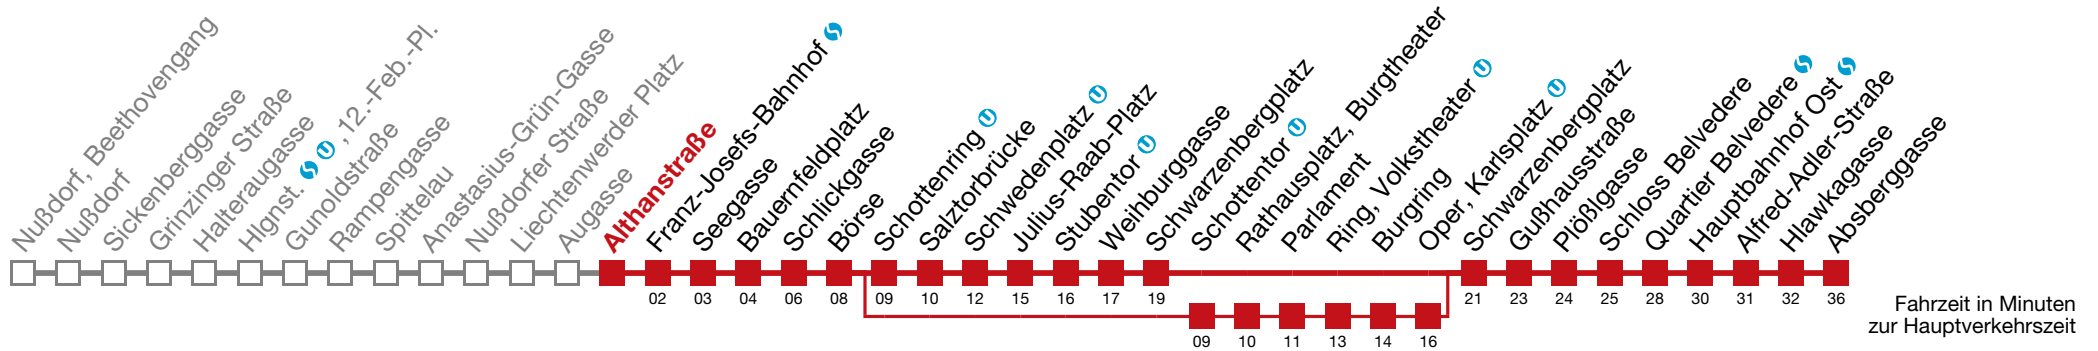 Nußdorf, Beethovengang
Nußdorf
Sickenberggasse
Grinzinger Straße
Halteraugasse
Hlgnst. S U , 12.-Feb.-Pl.
Gunoldstraße
Rampengasse
Spittelau
Anastasius-Grün-Gasse
Nußdorfer Straße
Liechtenwerder Platz
Augasse
Althanstraße
Franz-Josefs-Bahnhof S
Seegasse
Bauernfeldplatz
Schlickgasse
Börse
Schottenring U
Salztorbrücke
Schwedenplatz U
Julius-Raab-Platz
Stubentor U
Weihburggasse
Schwarzenbergplatz
Schottentor U
Rathausplatz, Burgtheater
Parlament
Ring, Volkstheater U
Burgring
Oper, Karlsplatz U
Schwarzenbergplatz
Gußhausstraße
Plößlgasse
Schloss Belvedere
Quartier Belvedere S
Hauptbahnhof Ost S
Alfred-Adler-Straße
Hlawkagasse
Absberggasse
02 03 04 06 08 09 10 12 15 16 17 19 21 23 24 25 28 30 31 32 36
09 10 11 13 14 16
Fahrzeit in Minuten
zur Hauptverkehrszeit